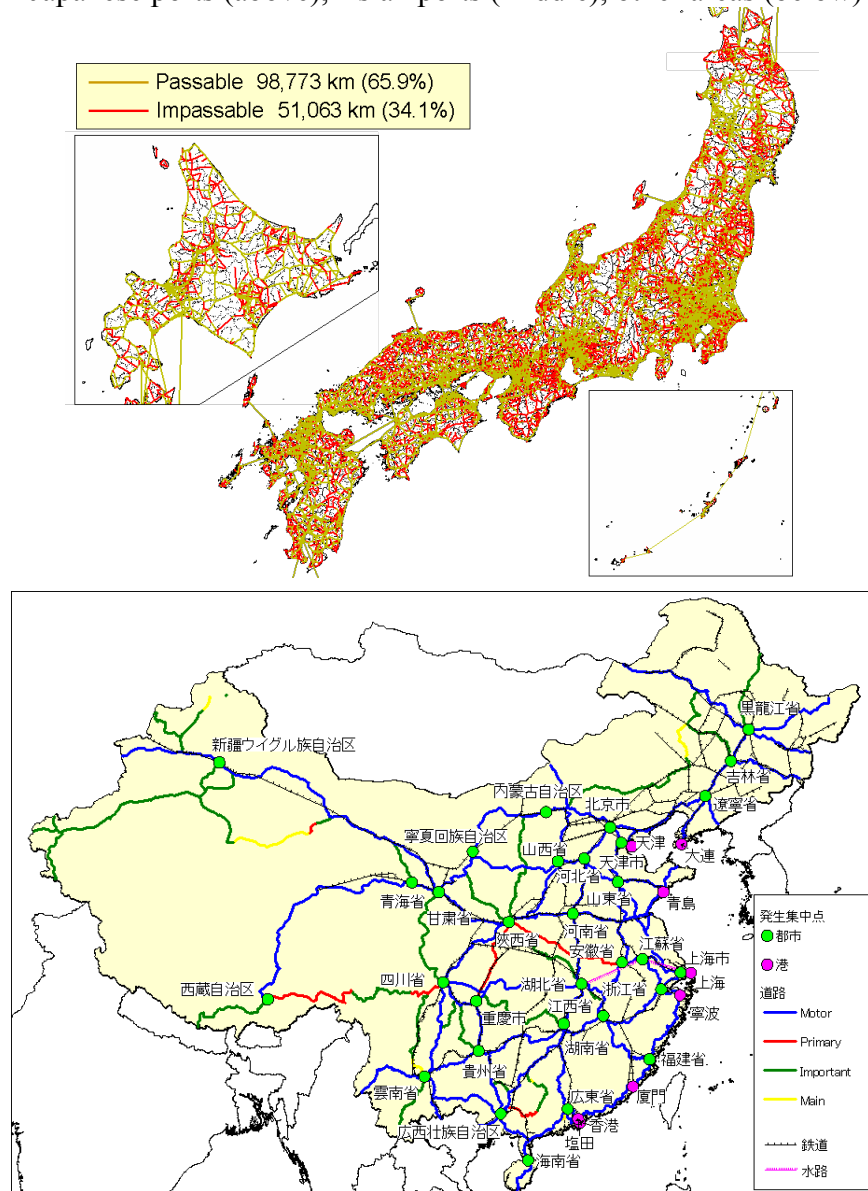 Passable 98,773 km (65.9%)
Impassable 51,063 km (34.1%)
黒龍江省
新疆ウイグル族自治区
吉林省
内蒙古自治区
北京市
遼寧省
寧夏回族自治区
山西省
天津
大連
天津市
河北省
青海省
山東省
青島
甘粛省
陝西省
河南省
安徽省
江蘇省
上海市
四川省
西蔵自治区
湖北省
浙江省
上海
重慶市
江西省
寧波
湖南省
福建省
貴州省
雲南省
広東省
厦門
広西壮族自治区
香港
塩田
海南省
発生集中点
都市
港
道路
Motor
Primary
Important
Main
鉄道
水路